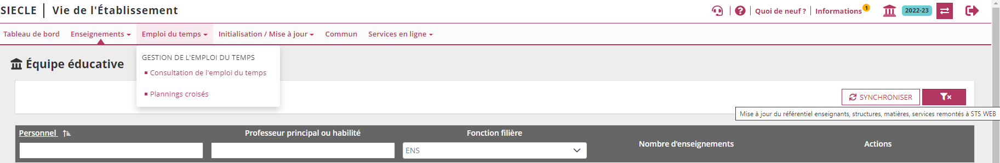 SIECLE | Vie de l'Établissement
Quoi de neuf ? | Informations 1 2022-23
Tableau de bord Enseignements Emploi du temps Initialisation / Mise à jour Commun Services en ligne
GESTION DE L'EMPLOI DU TEMPS
Équipe éducative
Consultation de l'emploi du temps
Plannings croisés
SYNCHRONISER
Mise à jour du référentiel enseignants, structures, matières, services remontés à STS WEB
Personnel Professeur principal ou habilité Fonction filière
Nombre d'enseignements Actions
ENS